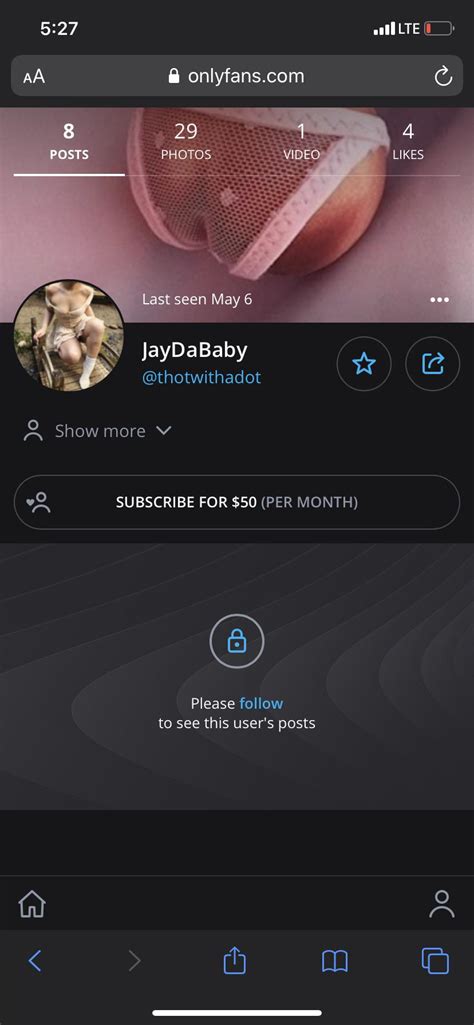 5:27
LTE
AA
onlyfans.com
8
29
1
4
POSTS
PHOTOS
VIDEO
LIKES
Last seen May 6
JayDaBaby
@thotwithadot
Show more
SUBSCRIBE FOR $50 (PER MONTH)
Please follow
to see this user's posts